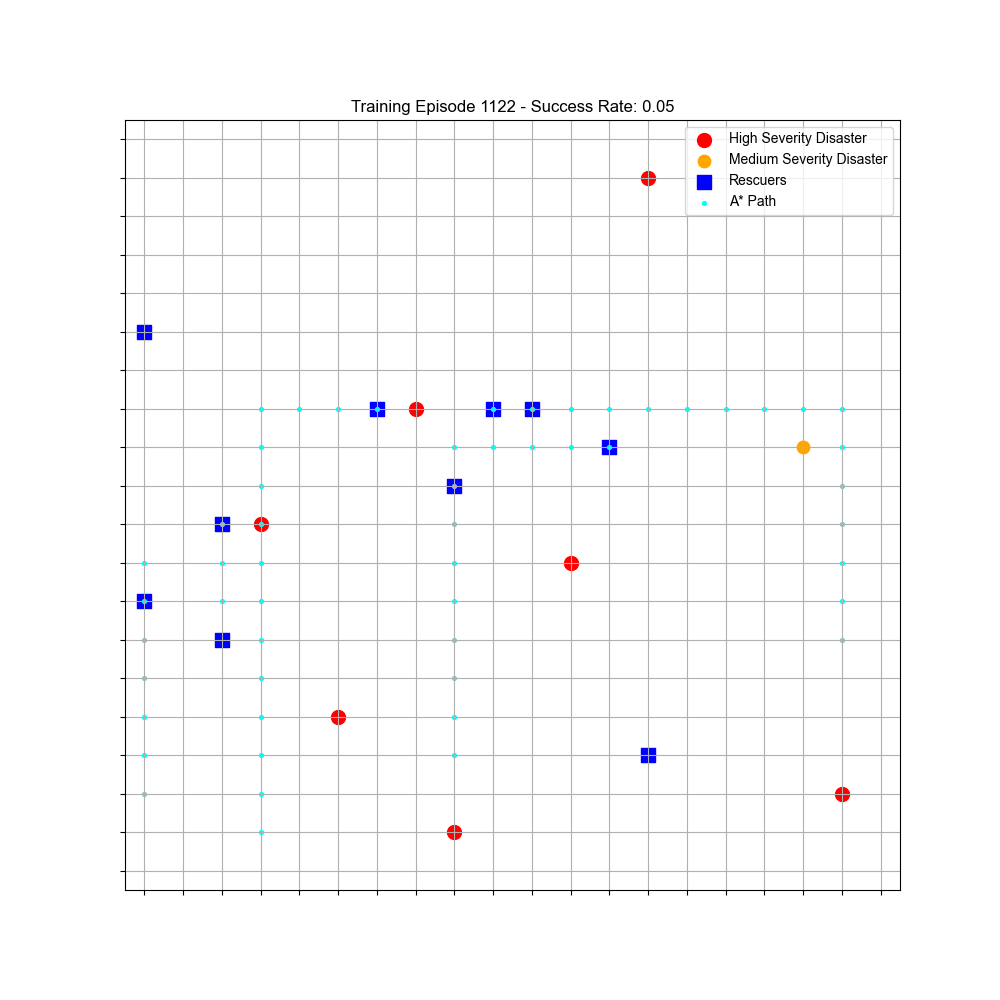 Training Episode 1122 - Success Rate: 0.05
High Severity Disaster
Medium Severity Disaster
Rescuers
A* Path